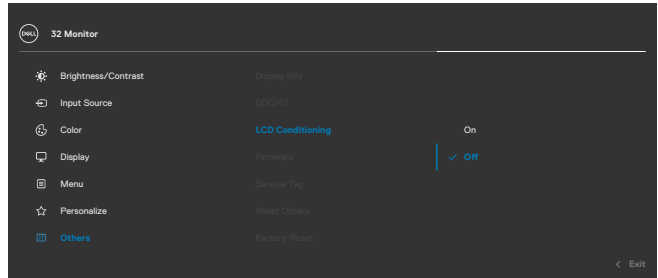 DELL
32 Monitor
Brightness/Contrast
Display Info
Input Source
DDC/CI
Color
LCD Conditioning
On
Display
Firmware
Off
Menu
Service Tag
Personalize
Reset Others
Others
Factory Reset
Exit